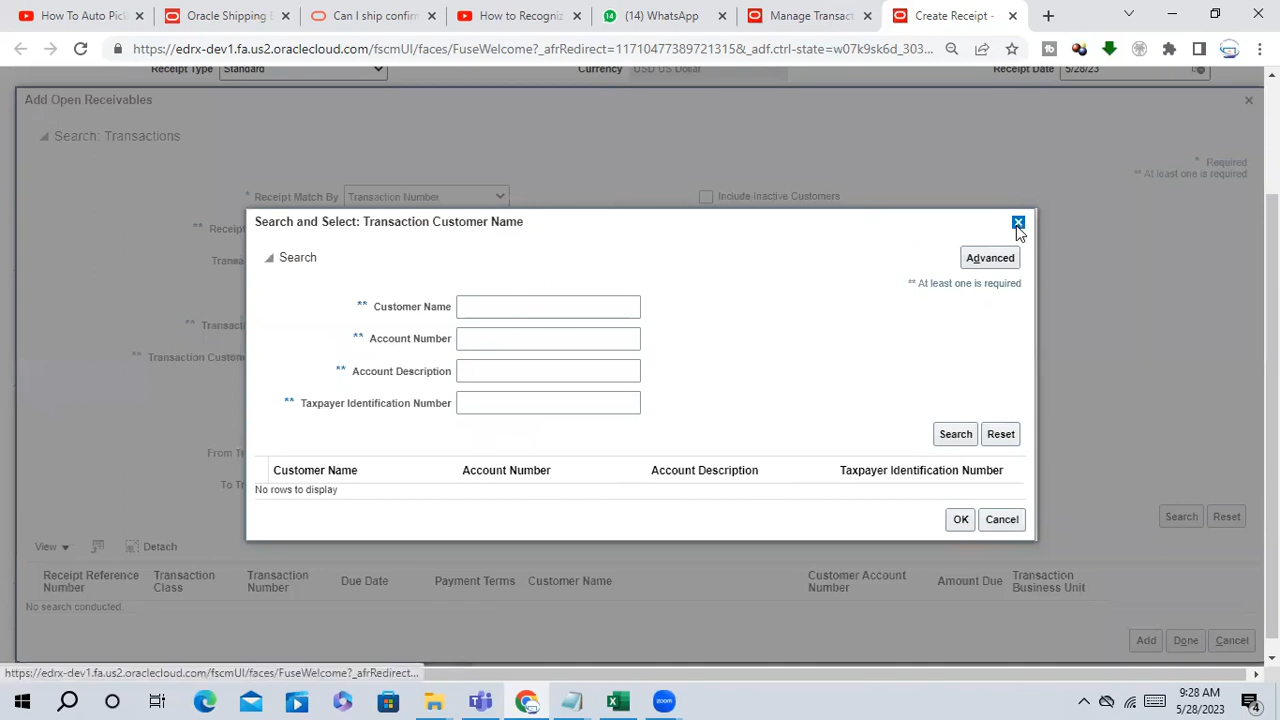 How To Auto Pick
Oracle Shipping E
Can I ship confirm
How to Recogniz
(14) WhatsApp
Manage Transact
Create Receipt -
https://edrx-dev1.fa.us2.oraclecloud.com/fscmUI/faces/FuseWelcome?_afrRedirect=11710477389721315&_adf.ctrl-state=w07k9sk6d_303...
Receipt Type Standard Currency USD US Dollar Receipt Date 5/28/23
Add Open Receivables
Search: Transactions
* Required
** At least one is required
* Receipt Match By Transaction Number Include Inactive Customers
Search and Select: Transaction Customer Name
** Receip
Search
Advanced
Transa
** At least one is required
** Customer Name
** Transac
** Account Number
** Transaction Custom
** Account Description
** Taxpayer Identification Number
Search Reset
From T
Customer Name Account Number Account Description Taxpayer Identification Number
To T
No rows to display
OK Cancel
Search Reset
View Detach
Receipt Reference Number Transaction Class Transaction Number Due Date Payment Terms Customer Name Customer Account Number Amount Due Transaction Business Unit
No search conducted.
Add Done Cancel
https://edrx-dev1.fa.us2.oraclecloud.com/fscmUI/faces/FuseWelcome?_afrRedirect...
zoom
9:28 AM
5/28/2023
4